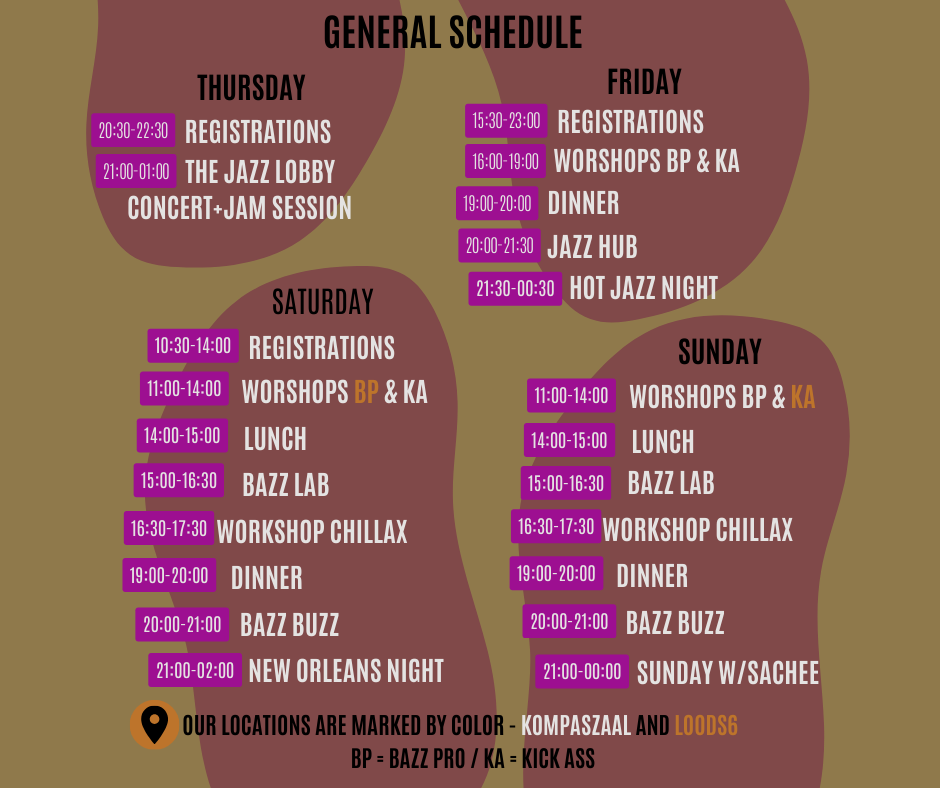 GENERAL SCHEDULE
THURSDAY
20:30-22:30 REGISTRATIONS
21:00-01:00 THE JAZZ LOBBY
CONCERT+JAM SESSION
FRIDAY
15:30-23:00 REGISTRATIONS
16:00-19:00 WORSHOPS BP & KA
19:00-20:00 DINNER
20:00-21:30 JAZZ HUB
21:30-00:30 HOT JAZZ NIGHT
SATURDAY
10:30-14:00 REGISTRATIONS
11:00-14:00 WORSHOPS BP & KA
14:00-15:00 LUNCH
15:00-16:30 BAZZ LAB
16:30-17:30 WORKSHOP CHILLAX
19:00-20:00 DINNER
20:00-21:00 BAZZ BUZZ
21:00-02:00 NEW ORLEANS NIGHT
SUNDAY
11:00-14:00 WORSHOPS BP & KA
14:00-15:00 LUNCH
15:00-16:30 BAZZ LAB
16:30-17:30 WORKSHOP CHILLAX
19:00-20:00 DINNER
20:00-21:00 BAZZ BUZZ
21:00-00:00 SUNDAY W/SACHEE
OUR LOCATIONS ARE MARKED BY COLOR - KOMPASZAAL AND LOODS6
BP = BAZZ PRO / KA = KICK ASS